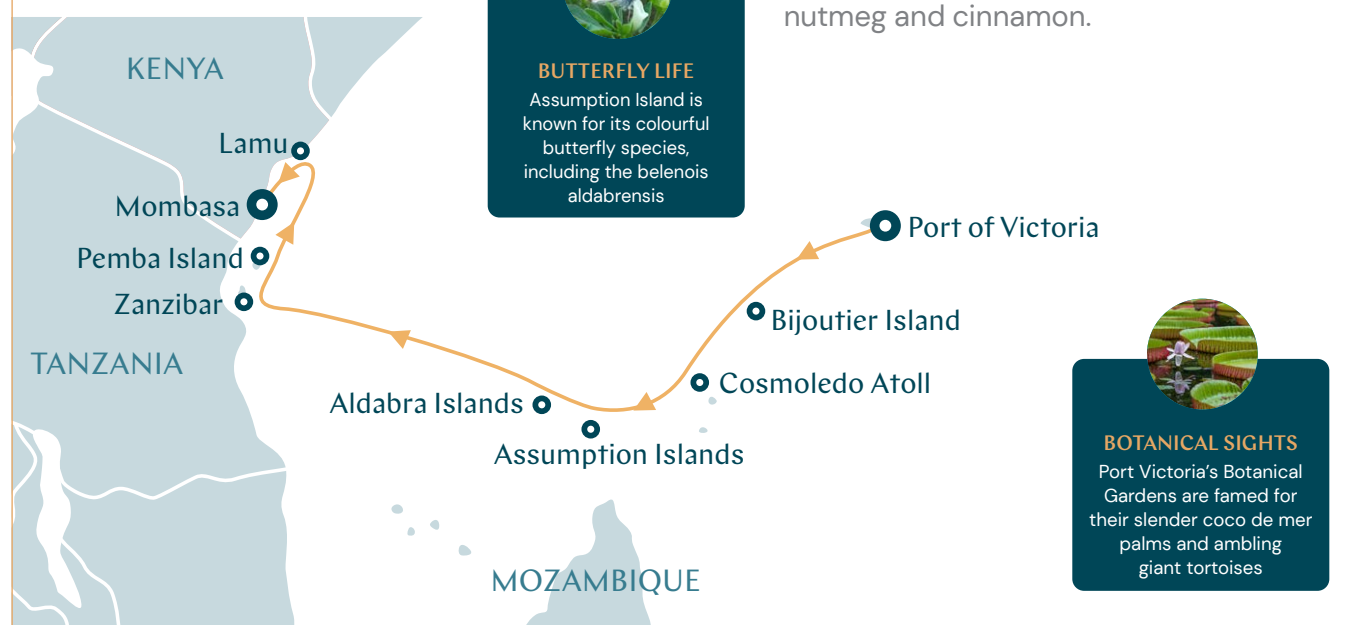 nutmeg and cinnamon.
KENYA
BUTTERFLY LIFE
Assumption Island is
known for its colourful
butterfly species,
including the belenois
aldabrensis
Lamu
Mombasa
Port of Victoria
Pemba Island
Zanzibar
Bijoutier Island
TANZANIA
Cosmoledo Atoll
Aldabra Islands
Assumption Islands
BOTANICAL SIGHTS
Port Victoria’s Botanical
Gardens are famed for
their slender coco de mer
palms and ambling
giant tortoises
MOZAMBIQUE